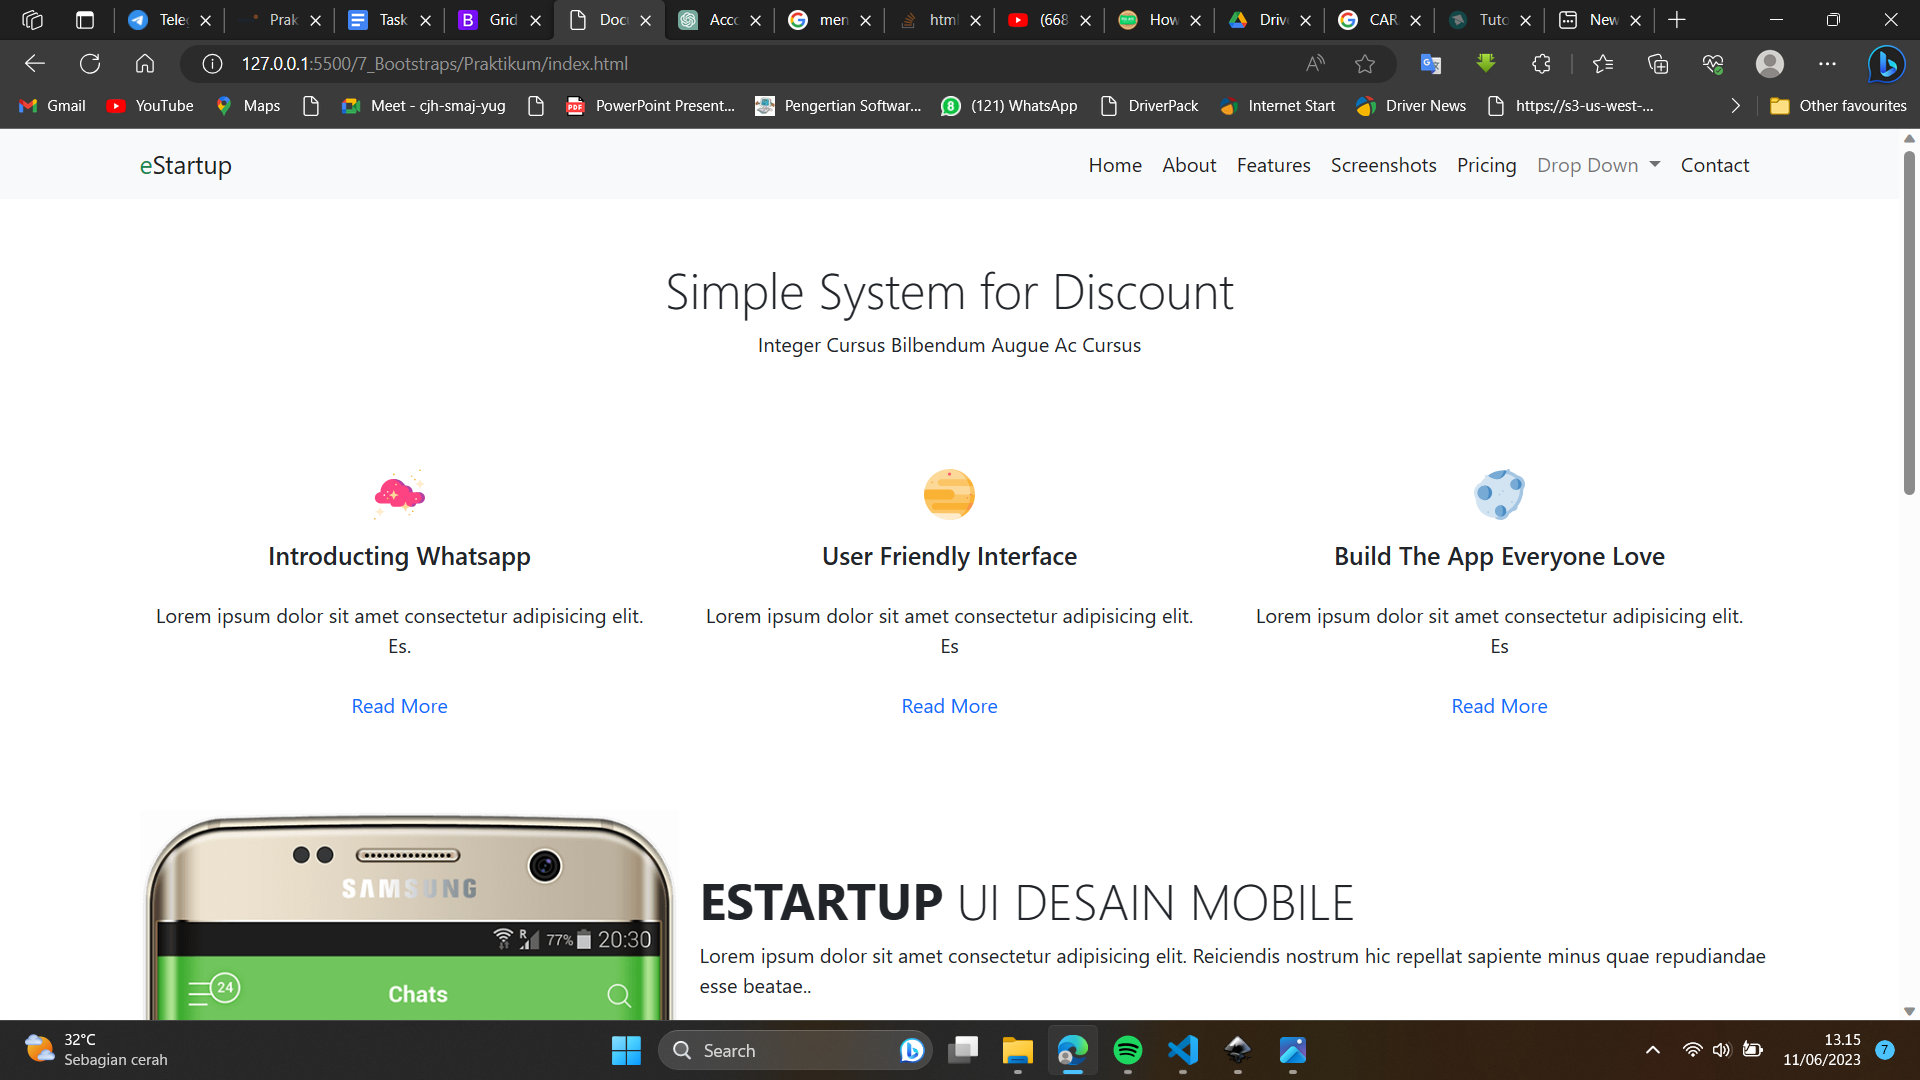 Tele
Prak
Task
Grid
Docu
Acco
men
html
(668
How
Drive
CAR
Tuto
New
127.0.0.1:5500/7_Bootstraps/Praktikum/index.html
Gmail
YouTube
Maps
Meet - cjh-smaj-yug
PowerPoint Present...
Pengertian Softwar...
(121) WhatsApp
DriverPack
Internet Start
Driver News
https://s3-us-west-...
Other favourites
eStartup
Home
About
Features
Screenshots
Pricing
Drop Down
Contact
Simple System for Discount
Integer Cursus Bilbendum Augue Ac Cursus
Introducting Whatsapp
Lorem ipsum dolor sit amet consectetur adipisicing elit.
Es.
Read More
User Friendly Interface
Lorem ipsum dolor sit amet consectetur adipisicing elit.
Es
Read More
Build The App Everyone Love
Lorem ipsum dolor sit amet consectetur adipisicing elit.
Es
Read More
SAMSUNG
R 77% 20:30
24
Chats
ESTARTUP UI DESAIN MOBILE
Lorem ipsum dolor sit amet consectetur adipisicing elit. Reiciendis nostrum hic repellat sapiente minus quae repudiandae
esse beatae..
32°C
Sebagian cerah
Search
13.15
11/06/2023
7